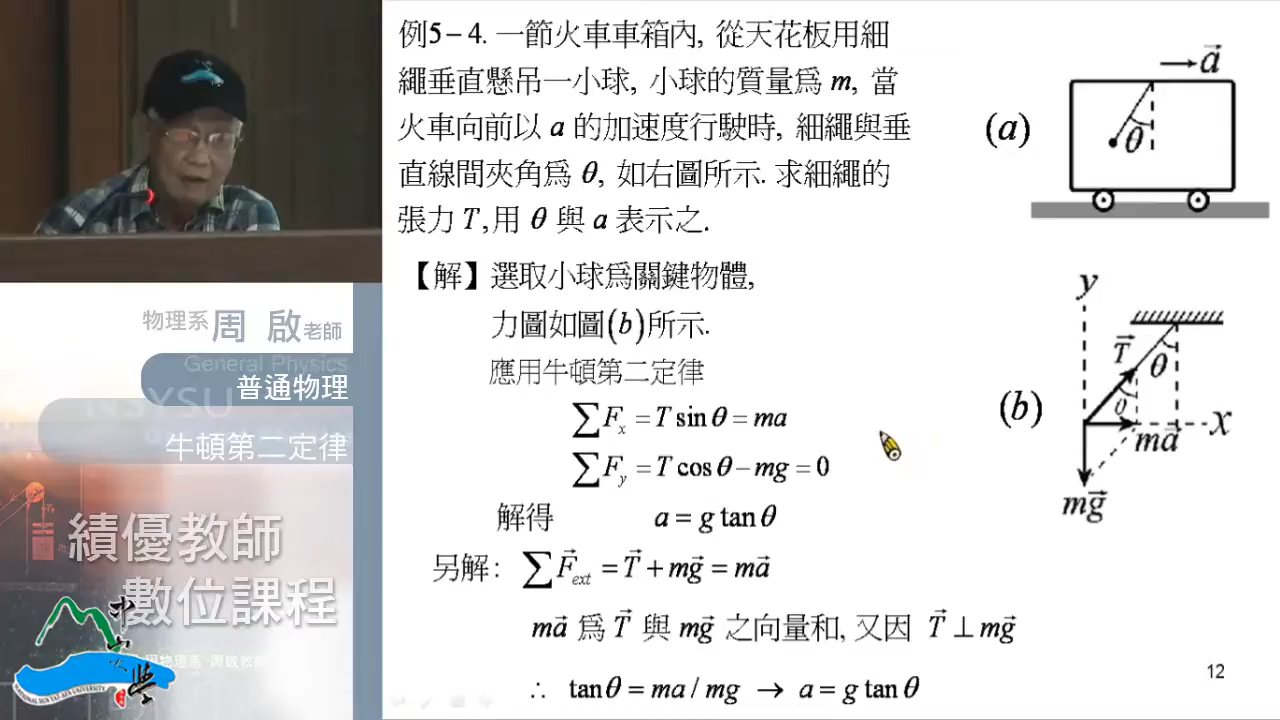 例5-4. 一節火車車箱內, 從天花板用細
繩垂直懸吊一小球, 小球的質量為 m, 當
火車向前以 a 的加速度行駛時, 細繩與垂
直線間夾角為 θ, 如右圖所示. 求細繩的
張力 T,用 θ 與 a 表示之.
【解】選取小球為關鍵物體,
力圖如圖(b)所示.
應用牛頓第二定律
∑Fx = T sin θ = ma
∑Fy = T cos θ - mg = 0
解得 a = g tan θ
另解: ∑F⃗ext = T⃗ + mg⃗ = ma⃗
ma⃗ 為 T⃗ 與 mg⃗ 之向量和, 又因 T⃗ ⊥ mg⃗
∴ tan θ = ma / mg → a = g tan θ
12
(a)
a⃗
θ
(b)
y
T⃗
θ
θ
x
ma⃗
mg⃗
物理系 周 啟 老師
General Physics
普通物理
NSYSU
牛頓第二定律
績優教師
數位課程